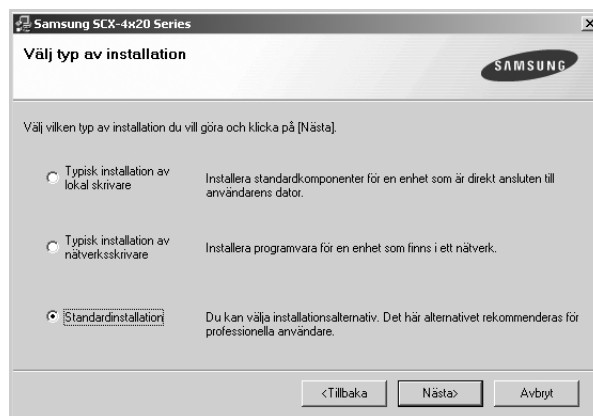 Samsung SCX-4x20 Series
Välj typ av installation
SAMSUNG
Välj vilken typ av installation du vill göra och klicka på [Nästa].
Typisk installation av
lokal skrivare
Installera standardkomponenter för en enhet som är direkt ansluten till
användarens dator.
Typisk installation av
nätverksskrivare
Installera programvara för en enhet som finns i ett nätverk.
Standardinstallation
Du kan välja installationsalternativ. Det här alternativet rekommenderas för
professionella användare.
<Tillbaka
Nästa>
Avbryt